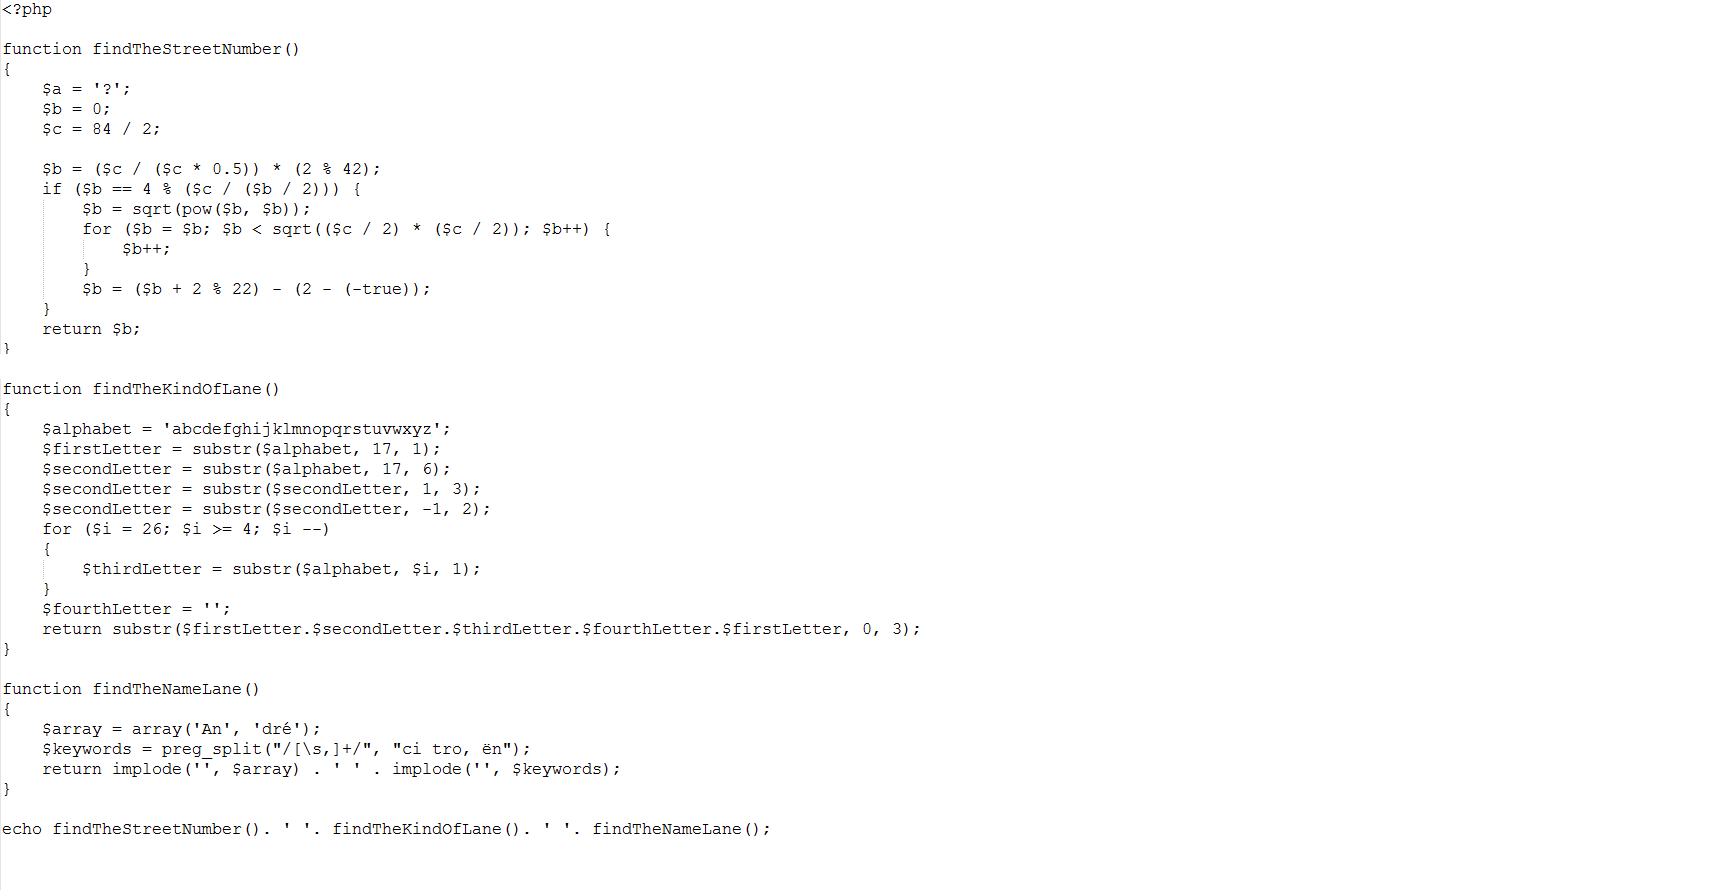 <?php

function findTheStreetNumber()
{
    $a = '?';
    $b = 0;
    $c = 84 / 2;

    $b = ($c / ($c * 0.5)) * (2 % 42);
    if ($b == 4 % ($c / ($b / 2))) {
        $b = sqrt(pow($b, $b));
        for ($b = $b; $b < sqrt(($c / 2) * ($c / 2)); $b++) {
            $b++;
        }
        $b = ($b + 2 % 22) - (2 - (-true));
    }
    return $b;
}

function findTheKindOfLane()
{
    $alphabet = 'abcdefghijklmnopqrstuvwxyz';
    $firstLetter = substr($alphabet, 17, 1);
    $secondLetter = substr($alphabet, 17, 6);
    $secondLetter = substr($secondLetter, 1, 3);
    $secondLetter = substr($secondLetter, -1, 2);
    for ($i = 26; $i >= 4; $i --)
    {
        $thirdLetter = substr($alphabet, $i, 1);
    }
    $fourthLetter = '';
    return substr($firstLetter.$secondLetter.$thirdLetter.$fourthLetter.$firstLetter, 0, 3);
}

function findTheNameLane()
{
    $array = array('An', 'dré');
    $keywords = preg_split("/[\s,]+/", "ci tro, ën");
    return implode('', $array) . ' ' . implode('', $keywords);
}

echo findTheStreetNumber(). ' '. findTheKindOfLane(). ' '. findTheNameLane();